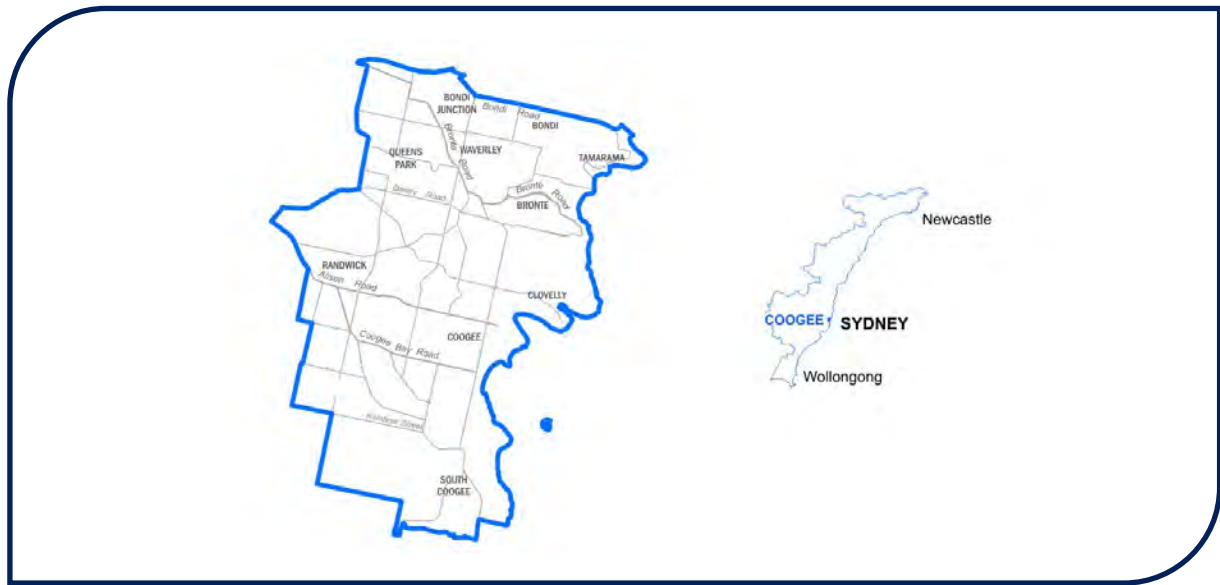 BONDI
JUNCTION
Bondi Road
BONDI
Bronte Road
WAVERLEY
QUEENS
PARK
TAMARAMA
Darley Road
Bronte Road
BRONTE
RANDWICK
Alison Road
CLOVELLY
COOGEE
Coogee Bay Road
Rainbow Street
SOUTH
COOGEE
Newcastle
COOGEE
SYDNEY
Wollongong